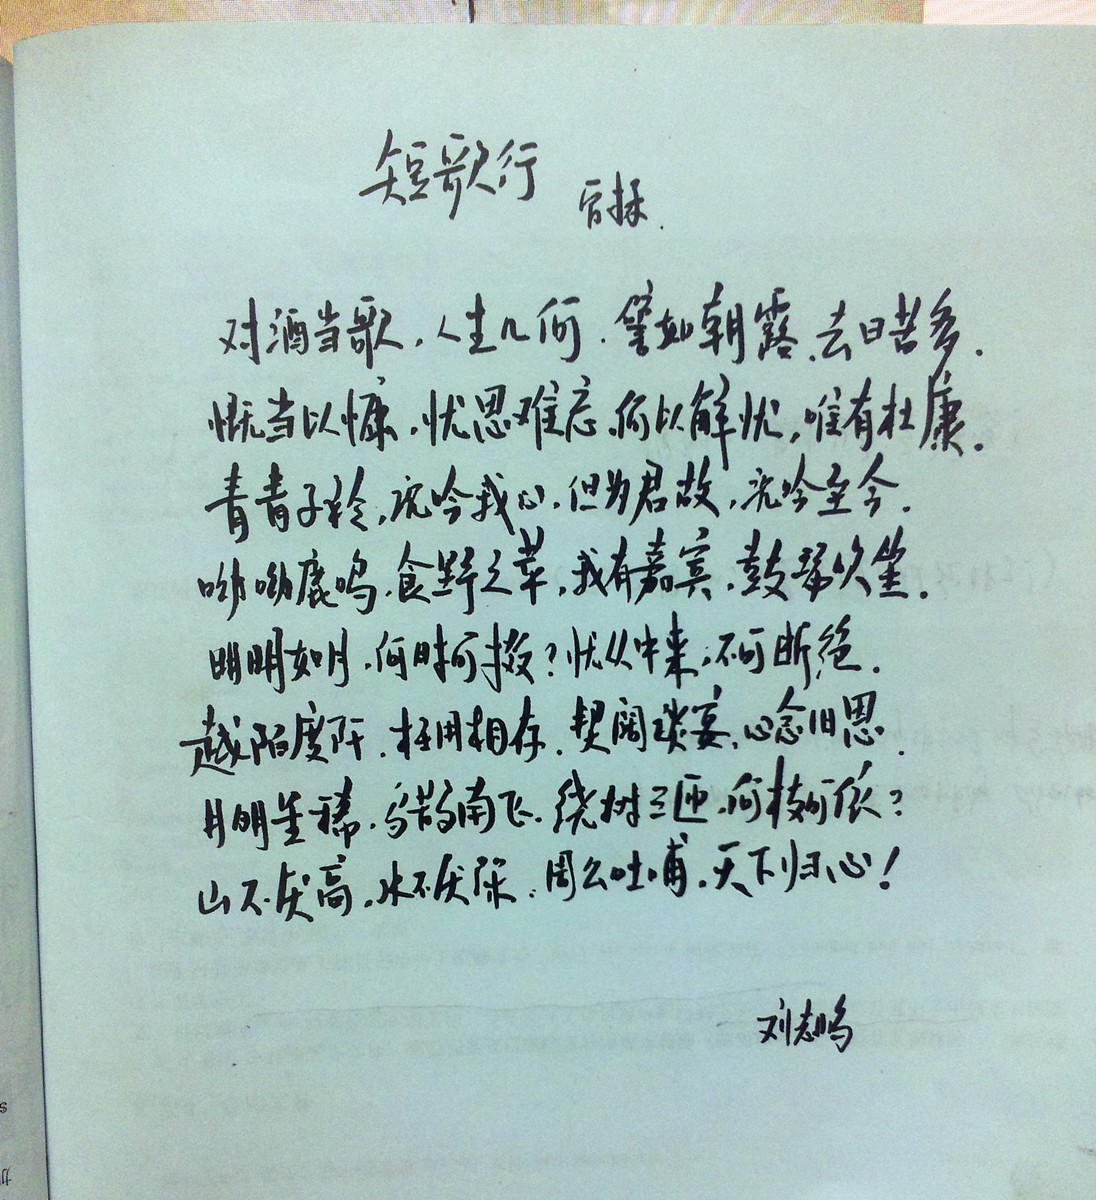 短歌行
曹操.
对酒当歌,人生几何.譬如朝露,去日苦多.
慨当以慷,忧思难忘,何以解忧,唯有杜康.
青青子衿,沉吟我心,但为君故,沉吟至今.
呦呦鹿鸣,食野之苹,我有嘉宾,鼓瑟吹笙.
明明如月,何时可掇?忧从中来,不可断绝.
越陌度阡,枉用相存,契阔谈宴,心念旧恩.
月明星稀,乌鹊南飞,绕树三匝,何枝可依?
山不厌高,水不厌深,周公吐哺,天下归心!
刘志鸣